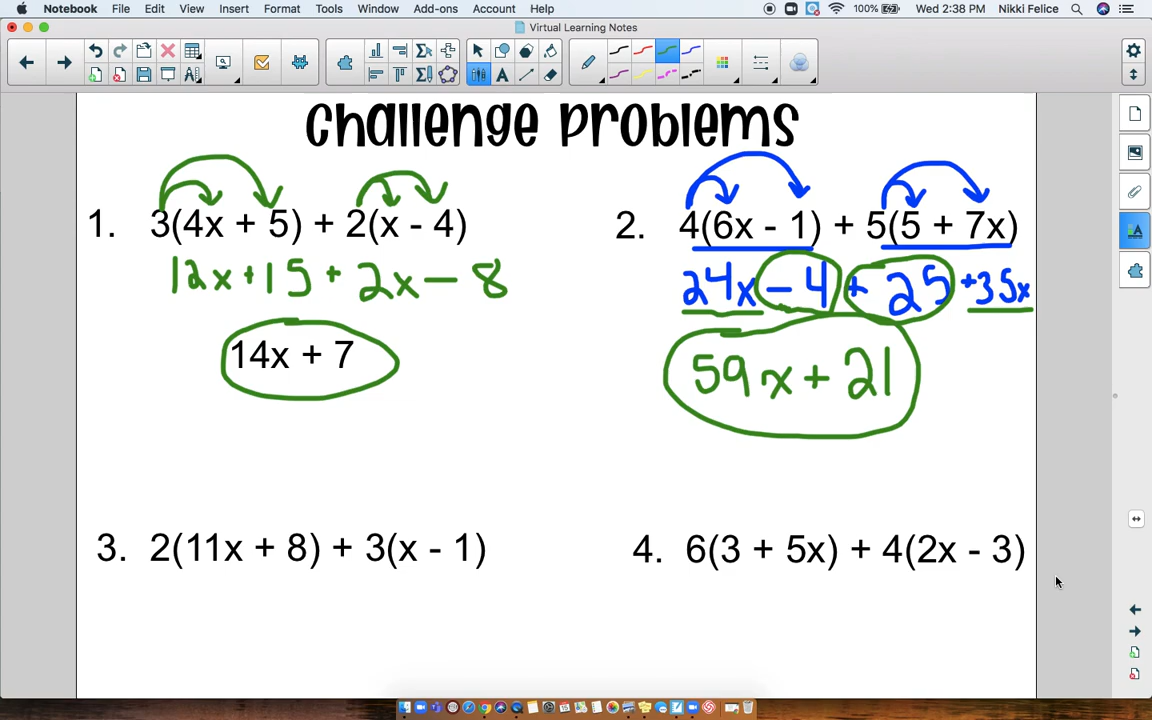 Notebook File Edit View Insert Format Tools Window Add-ons Account Help 100% Wed 2:38 PM Nikki Felice
Virtual Learning Notes
Challenge Problems
1. 3(4x + 5) + 2(x - 4)
12x+15 + 2x - 8
14x + 7
2. 4(6x - 1) + 5(5 + 7x)
24x - 4 + 25 +35x
59x + 21
3. 2(11x + 8) + 3(x - 1)
4. 6(3 + 5x) + 4(2x - 3)